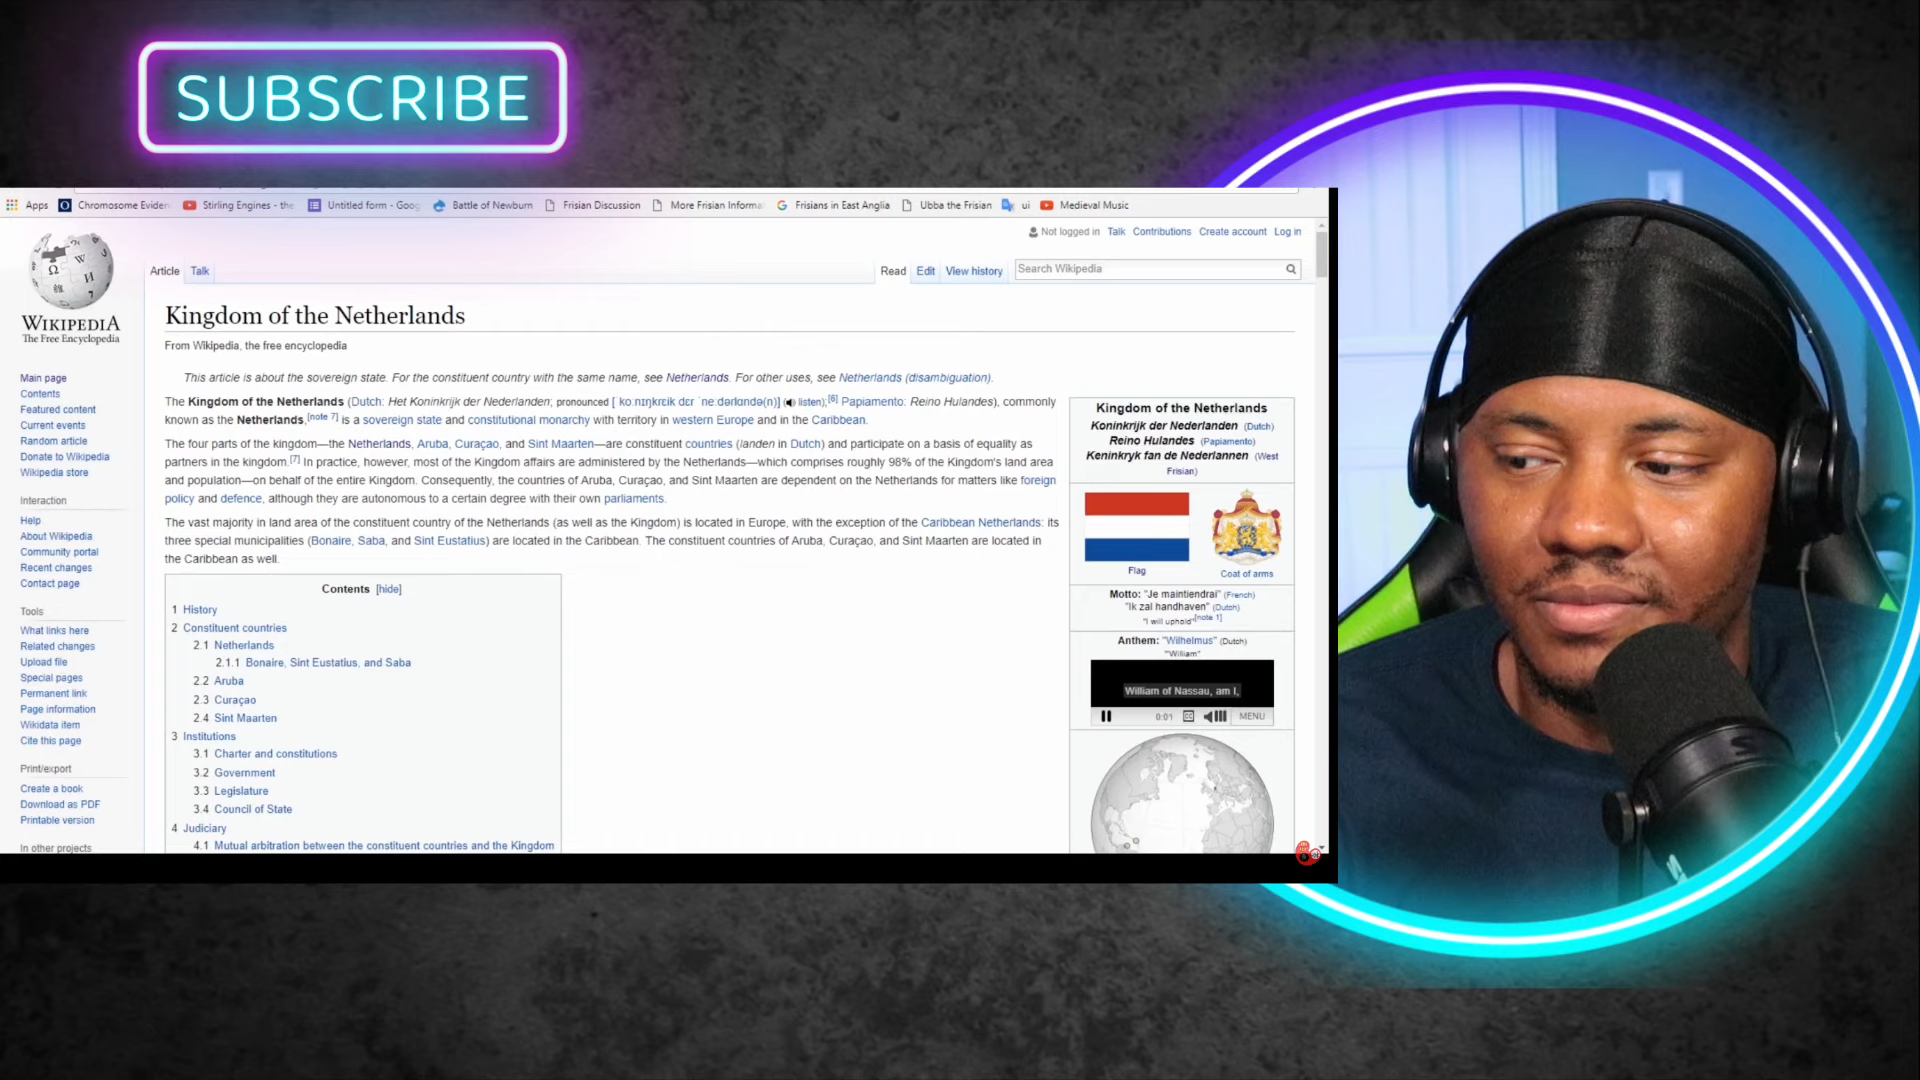 SUBSCRIBE
Apps Chromosome Eviden Stirling Engines - the Untitled form - Goog Battle of Newburn Frisian Discussion More Frisian Informa Frisians in East Anglia Ubba the Frisian ui Medieval Music
Not logged in Talk Contributions Create account Log in
Article Talk Read Edit View history Search Wikipedia
WIKIPEDIA
The Free Encyclopedia
Main page
Contents
Featured content
Current events
Random article
Donate to Wikipedia
Wikipedia store
Interaction
Help
About Wikipedia
Community portal
Recent changes
Contact page
Tools
What links here
Related changes
Upload file
Special pages
Permanent link
Page information
Wikidata item
Cite this page
Print/export
Create a book
Download as PDF
Printable version
In other projects
Kingdom of the Netherlands
From Wikipedia, the free encyclopedia
This article is about the sovereign state. For the constituent country with the same name, see Netherlands. For other uses, see Netherlands (disambiguation).
The Kingdom of the Netherlands (Dutch: Het Koninkrijk der Nederlanden; pronounced listen);[6] Papiamento: Reino Hulandes), commonly
known as the Netherlands,[note 7] is a sovereign state and constitutional monarchy with territory in western Europe and in the Caribbean.
The four parts of the kingdom—the Netherlands, Aruba, Curaçao, and Sint Maarten—are constituent countries (landen in Dutch) and participate on a basis of equality as
partners in the kingdom.[7] In practice, however, most of the Kingdom affairs are administered by the Netherlands—which comprises roughly 98% of the Kingdom's land area
and population—on behalf of the entire Kingdom. Consequently, the countries of Aruba, Curaçao, and Sint Maarten are dependent on the Netherlands for matters like foreign
policy and defence, although they are autonomous to a certain degree with their own parliaments.
The vast majority in land area of the constituent country of the Netherlands (as well as the Kingdom) is located in Europe, with the exception of the Caribbean Netherlands: its
three special municipalities (Bonaire, Saba, and Sint Eustatius) are located in the Caribbean. The constituent countries of Aruba, Curaçao, and Sint Maarten are located in
the Caribbean as well.
Contents [hide]
1 History
2 Constituent countries
2.1 Netherlands
2.1.1 Bonaire, Sint Eustatius, and Saba
2.2 Aruba
2.3 Curaçao
2.4 Sint Maarten
3 Institutions
3.1 Charter and constitutions
3.2 Government
3.3 Legislature
3.4 Council of State
4 Judiciary
4.1 Mutual arbitration between the constituent countries and the Kingdom
Kingdom of the Netherlands
Koninkrijk der Nederlanden (Dutch)
Reino Hulandes (Papiamento)
Keninkryk fan de Nederlannen (West
Frisian)
Flag Coat of arms
Motto: "Je maintiendrai" (French)
"Ik zal handhaven" (Dutch)
"I will uphold"[note 1]
Anthem: "Wilhelmus" (Dutch)
"'William"
William of Nassau, am I,
0:01 CC MENU